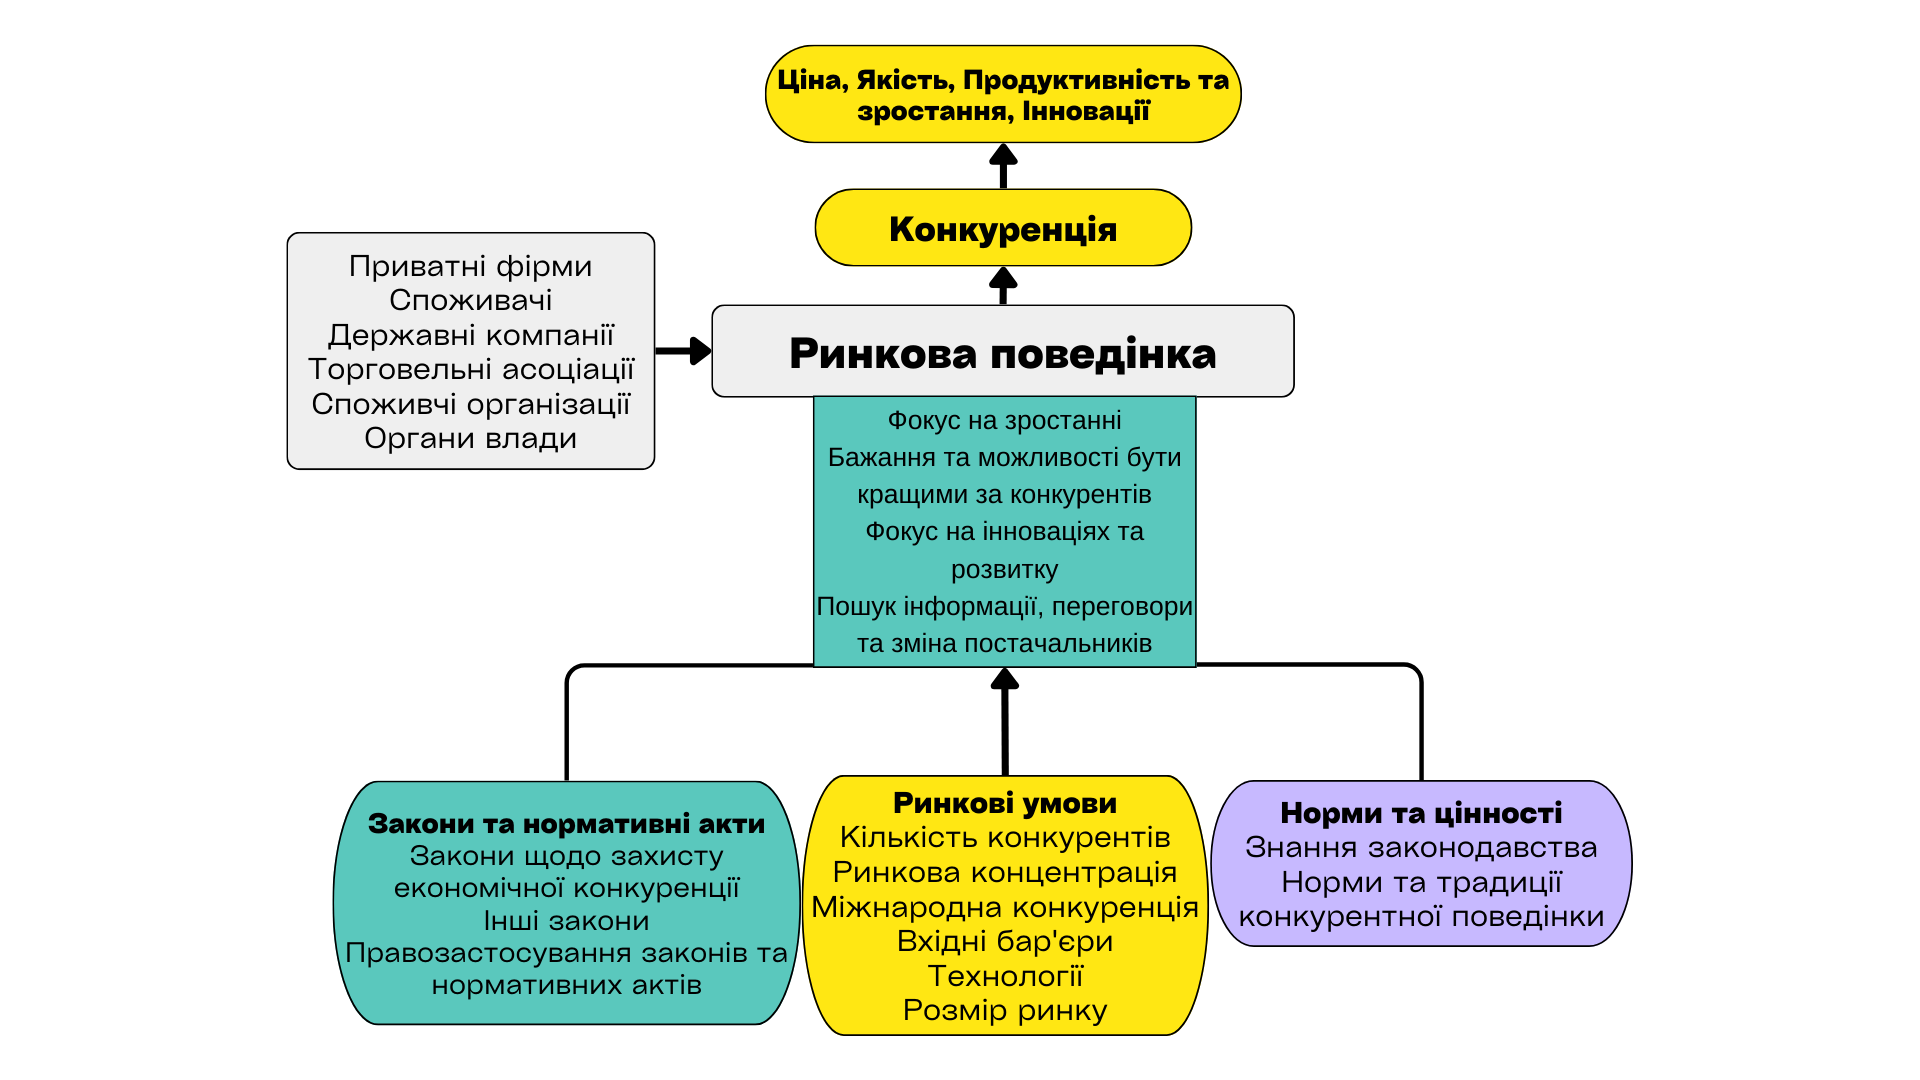 Ціна, Якість, Продуктивність та
зростання, Інновації
Конкуренція
Приватні фірми
Споживачі
Державні компанії
Торговельні асоціації
Споживчі організації
Органи влади
Ринкова поведінка
Фокус на зростанні
Бажання та можливості бути
кращими за конкурентів
Фокус на інноваціях та
розвитку
Пошук інформації, переговори
та зміна постачальників
Закони та нормативні акти
Закони щодо захисту
економічної конкуренції
Інші закони
Правозастосування законів та
нормативних актів
Ринкові умови
Кількість конкурентів
Ринкова концентрація
Міжнародна конкуренція
Вхідні бар'єри
Технології
Розмір ринку
Норми та цінності
Знання законодавства
Норми та традиції
конкурентної поведінки